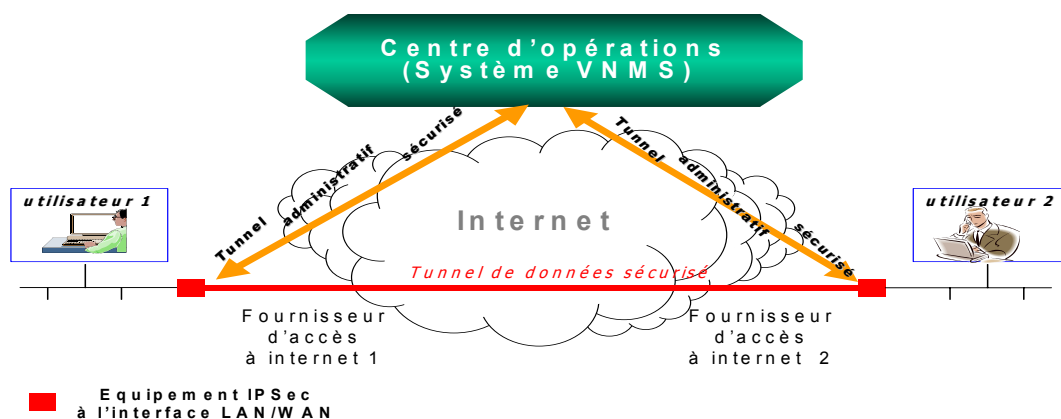 Centre d'opérations
(Système VNMS)
Tunnel administratif sécurisé
Tunnel administratif sécurisé
utilisateur 1
utilisateur 2
Internet
Tunnel de données sécurisé
Fournisseur
d'accès
à internet 1
Fournisseur
d'accès
à internet 2
Equipement IPSec
à l'interface LAN/WAN